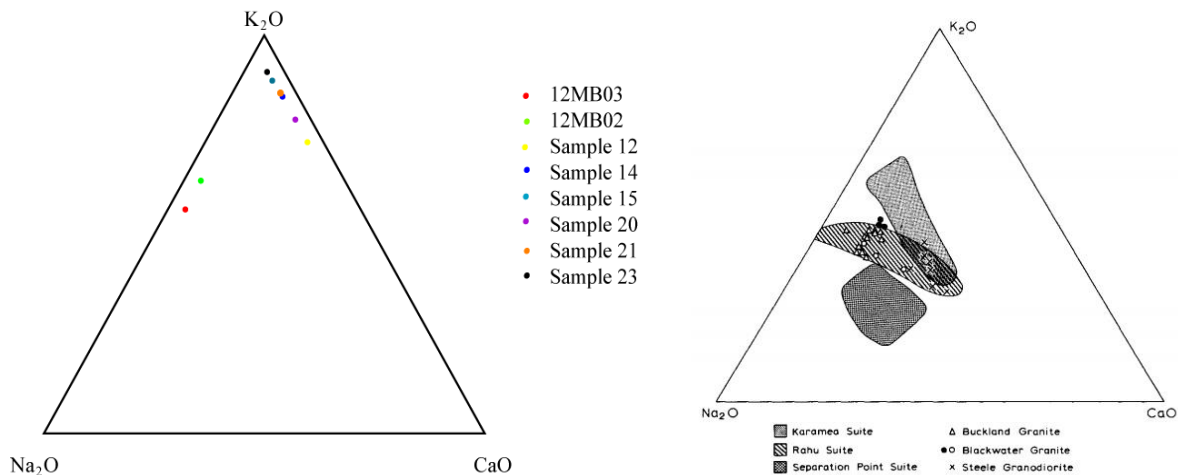 K₂O
12MB03
12MB02
Sample 12
Sample 14
Sample 15
Sample 20
Sample 21
Sample 23
Na₂O
CaO
K₂O
Na₂O
CaO
Karamea Suite
Rahu Suite
Separation Point Suite
Buckland Granite
Blackwater Granite
Steele Granodiorite